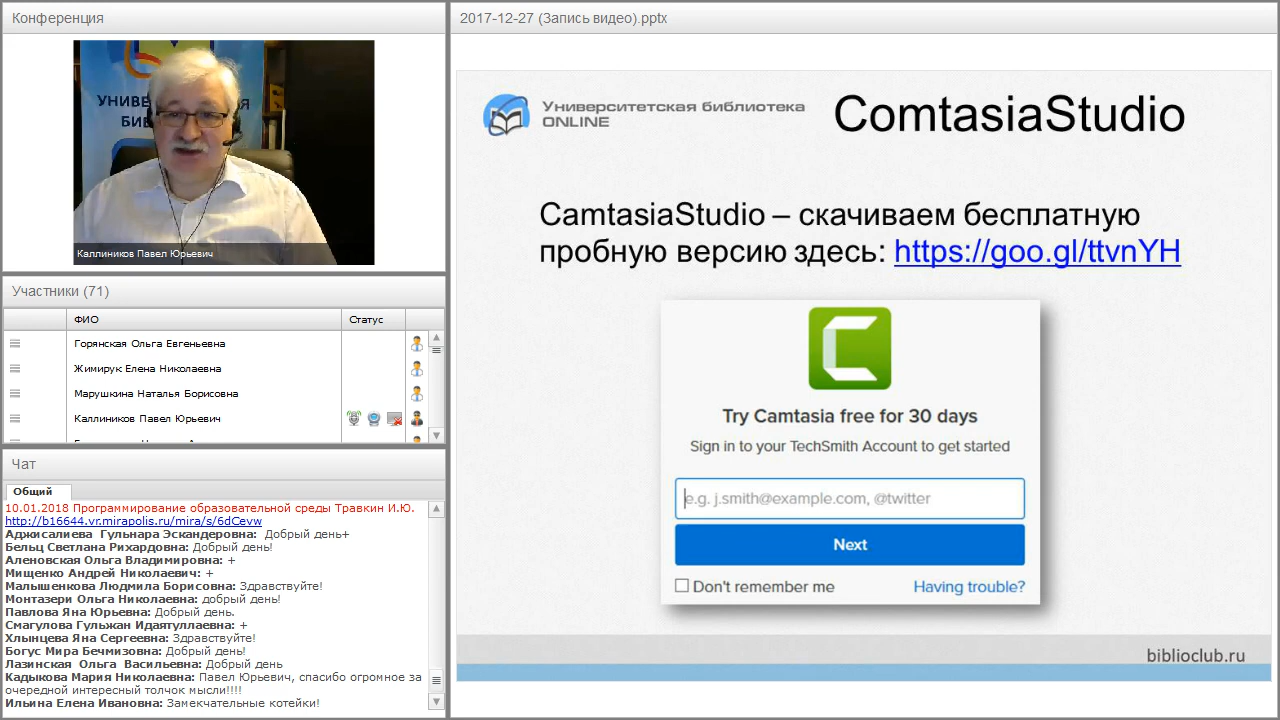 Конференция
УНИВЕ
БИБ
Каллиников Павел Юрьевич
Участники (71)
ФИО
Статус
Горянская Ольга Евгеньевна
Жимирук Елена Николаевна
Марушкина Наталья Борисовна
Каллиников Павел Юрьевич
Чат
Общий
10.01.2018 Программирование образовательной среды Травкин И.Ю.
http://b16644.vr.mirapolis.ru/mira/s/6dCevw
Аджисалиева Гульнара Эскандеровна: Добрый день+
Бельц Светлана Рихардовна: Добрый день!
Аленовская Ольга Владимировна: +
Мищенко Андрей Николаевич: +
Малышенкова Людмила Борисовна: Здравствуйте!
Монтазери Ольга Николаевна: добрый день!
Павлова Яна Юрьевна: Добрый день.
Смагулова Гульжан Идаятуллаевна: +
Хлынцева Яна Сергеевна: Здравствуйте!
Богус Мира Бечмизовна: Добрый день!
Лазинская Ольга Васильевна: Добрый день
Кадыкова Мария Николаевна: Павел Юрьевич, спасибо огромное за
очередной интересный толчок мысли!!!!
Ильина Елена Ивановна: Замекчательные котейки!
2017-12-27 (Запись видео).pptx
Университетская библиотека
ONLINE
ComtasiaStudio
CamtasiaStudio – скачиваем бесплатную
пробную версию здесь: https://goo.gl/ttvnYH
Try Camtasia free for 30 days
Sign in to your TechSmith Account to get started
e.g. j.smith@example.com, @twitter
Next
Don't remember me
Having trouble?
biblioclub.ru